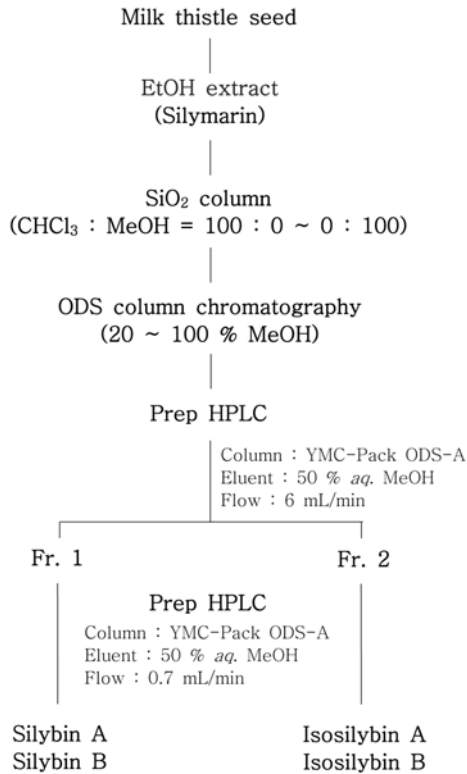 Milk thistle seed
EtOH extract
(Silymarin)
SiO₂ column
(CHCl₃ : MeOH = 100 : 0 ~ 0 : 100)
ODS column chromatography
(20 ~ 100 % MeOH)
Prep HPLC
Column : YMC-Pack ODS-A
Eluent : 50 % aq. MeOH
Flow : 6 mL/min
Fr. 1
Fr. 2
Prep HPLC
Column : YMC-Pack ODS-A
Eluent : 50 % aq. MeOH
Flow : 0.7 mL/min
Silybin A
Silybin B
Isosilybin A
Isosilybin B